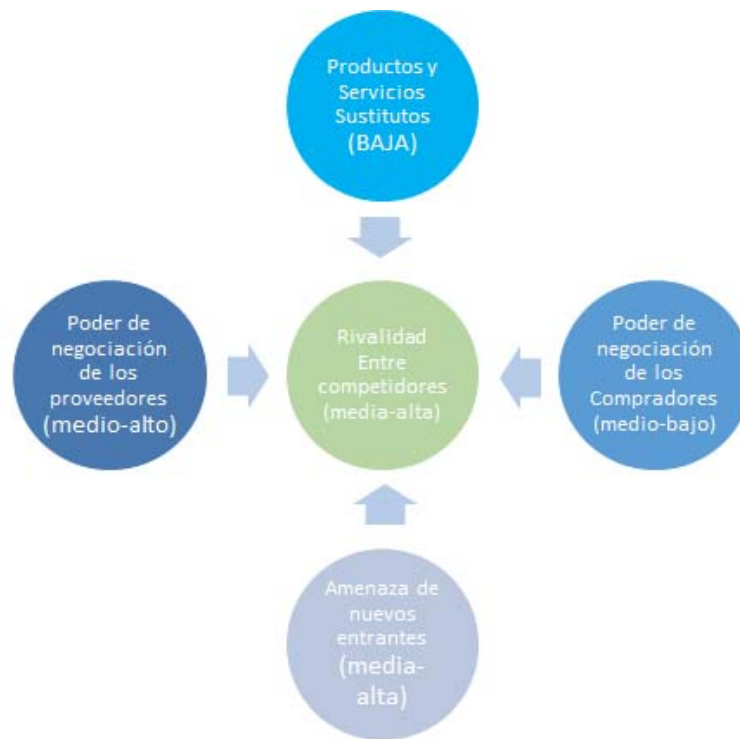 Productos y
Servicios
Sustitutos
(BAJA)
Poder de
negociación
de los
proveedores
(medio-alto)
Rivalidad
Entre
competidores
(media-alta)
Poder de
negociación
de los
Compradores
(medio-bajo)
Amenaza de
nuevos
entrantes
(media-
alta)